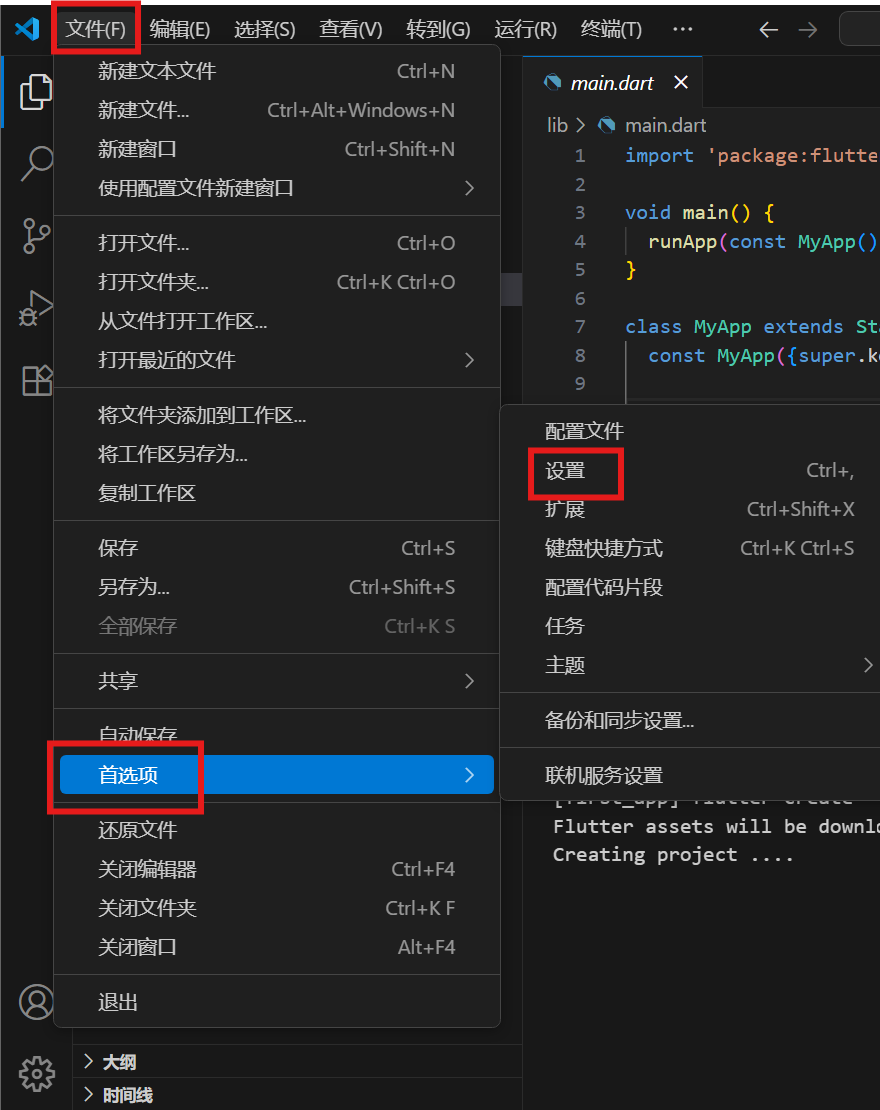 文件(F) 编辑(E) 选择(S) 查看(V) 转到(G) 运行(R) 终端(T) ...
新建文本文件 Ctrl+N
新建文件... Ctrl+Alt+Windows+N
新建窗口 Ctrl+Shift+N
使用配置文件新建窗口
打开文件... Ctrl+O
打开文件夹... Ctrl+K Ctrl+O
从文件打开工作区...
打开最近的文件
将文件夹添加到工作区...
将工作区另存为...
复制工作区
保存 Ctrl+S
另存为... Ctrl+Shift+S
全部保存 Ctrl+K S
共享
自动保存
首选项
还原文件
关闭编辑器 Ctrl+F4
关闭文件夹 Ctrl+K F
关闭窗口 Alt+F4
退出
大纲
时间线
main.dart
lib > main.dart
1 import 'package:flutte
2
3 void main() {
4 runApp(const MyApp()
5 }
6
7 class MyApp extends Sta
8 const MyApp({super.k
9
配置文件
设置 Ctrl+,
扩展 Ctrl+Shift+X
键盘快捷方式 Ctrl+K Ctrl+S
配置代码片段
任务
主题
备份和同步设置...
联机服务设置
[first_app] flutter create
Flutter assets will be downlo
Creating project ....